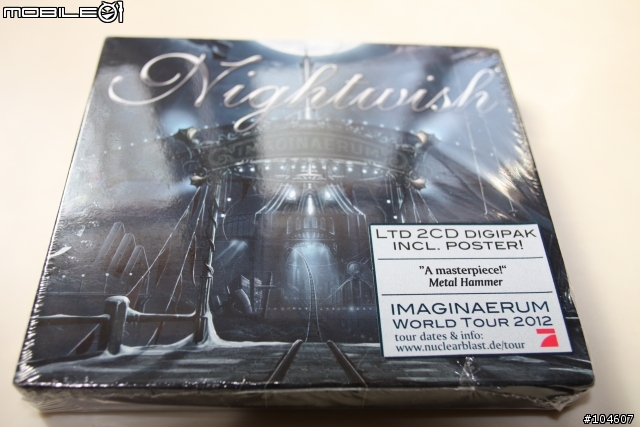 MOBILE01
Nightwish
IMAGINAERUM
LTD 2CD DIGIPAK
INCL. POSTER!
"A masterpiece!"
Metal Hammer
IMAGINAERUM
WORLD TOUR 2012
tour dates & info:
www.nuclearblast.de/tour
#104607